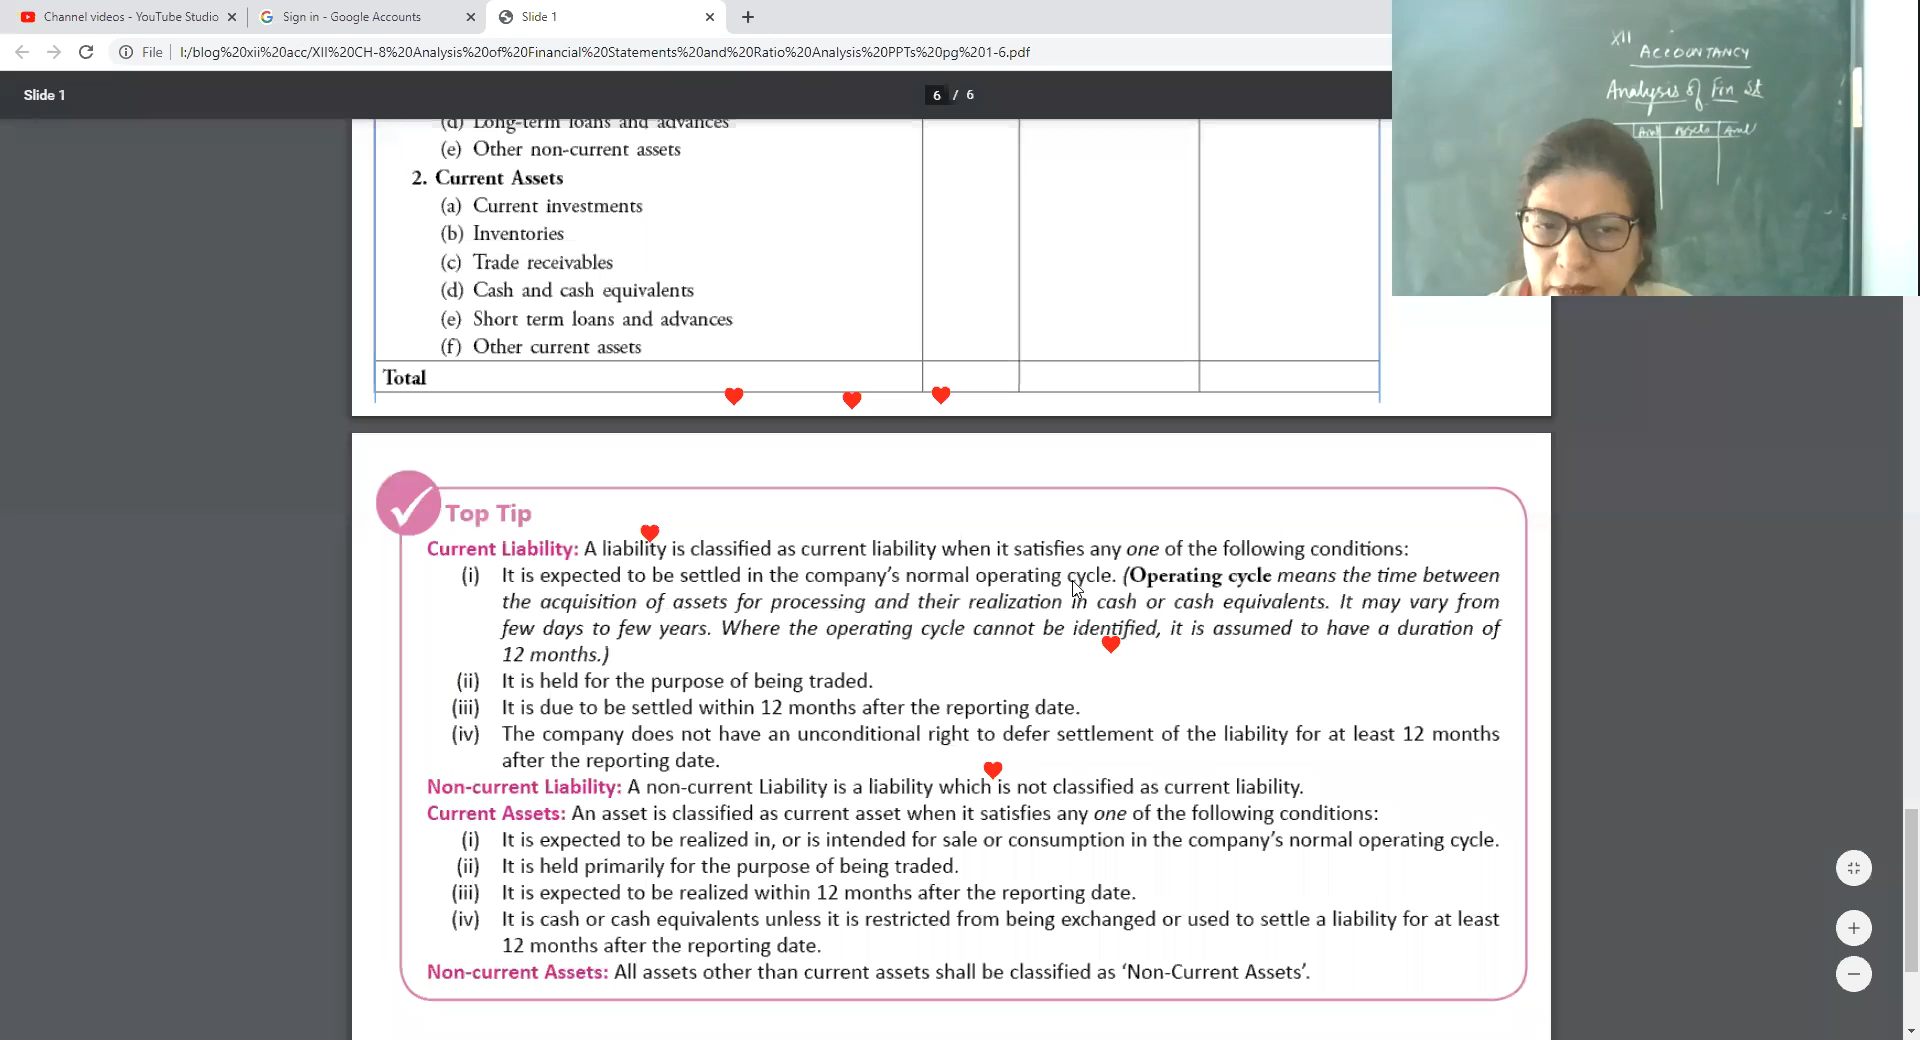 Channel videos - YouTube Studio
Sign in - Google Accounts
Slide 1
File
I:/blog%20xii%20acc/XII%20CH-8%20Analysis%20of%20Financial%20Statements%20and%20Ratio%20Analysis%20PPTs%20pg%201-6.pdf
XII
ACCOUNTANCY
Analysis of Fin St
Assets
Slide 1
6 / 6
(d) Long-term loans and advances
(e) Other non-current assets
2. Current Assets
(a) Current investments
(b) Inventories
(c) Trade receivables
(d) Cash and cash equivalents
(e) Short term loans and advances
(f) Other current assets
Total
Top Tip
Current Liability: A liability is classified as current liability when it satisfies any one of the following conditions:
(i) It is expected to be settled in the company's normal operating cycle. (Operating cycle means the time between
the acquisition of assets for processing and their realization in cash or cash equivalents. It may vary from
few days to few years. Where the operating cycle cannot be identified, it is assumed to have a duration of
12 months.)
(ii) It is held for the purpose of being traded.
(iii) It is due to be settled within 12 months after the reporting date.
(iv) The company does not have an unconditional right to defer settlement of the liability for at least 12 months
after the reporting date.
Non-current Liability: A non-current Liability is a liability which is not classified as current liability.
Current Assets: An asset is classified as current asset when it satisfies any one of the following conditions:
(i) It is expected to be realized in, or is intended for sale or consumption in the company's normal operating cycle.
(ii) It is held primarily for the purpose of being traded.
(iii) It is expected to be realized within 12 months after the reporting date.
(iv) It is cash or cash equivalents unless it is restricted from being exchanged or used to settle a liability for at least
12 months after the reporting date.
Non-current Assets: All assets other than current assets shall be classified as 'Non-Current Assets'.